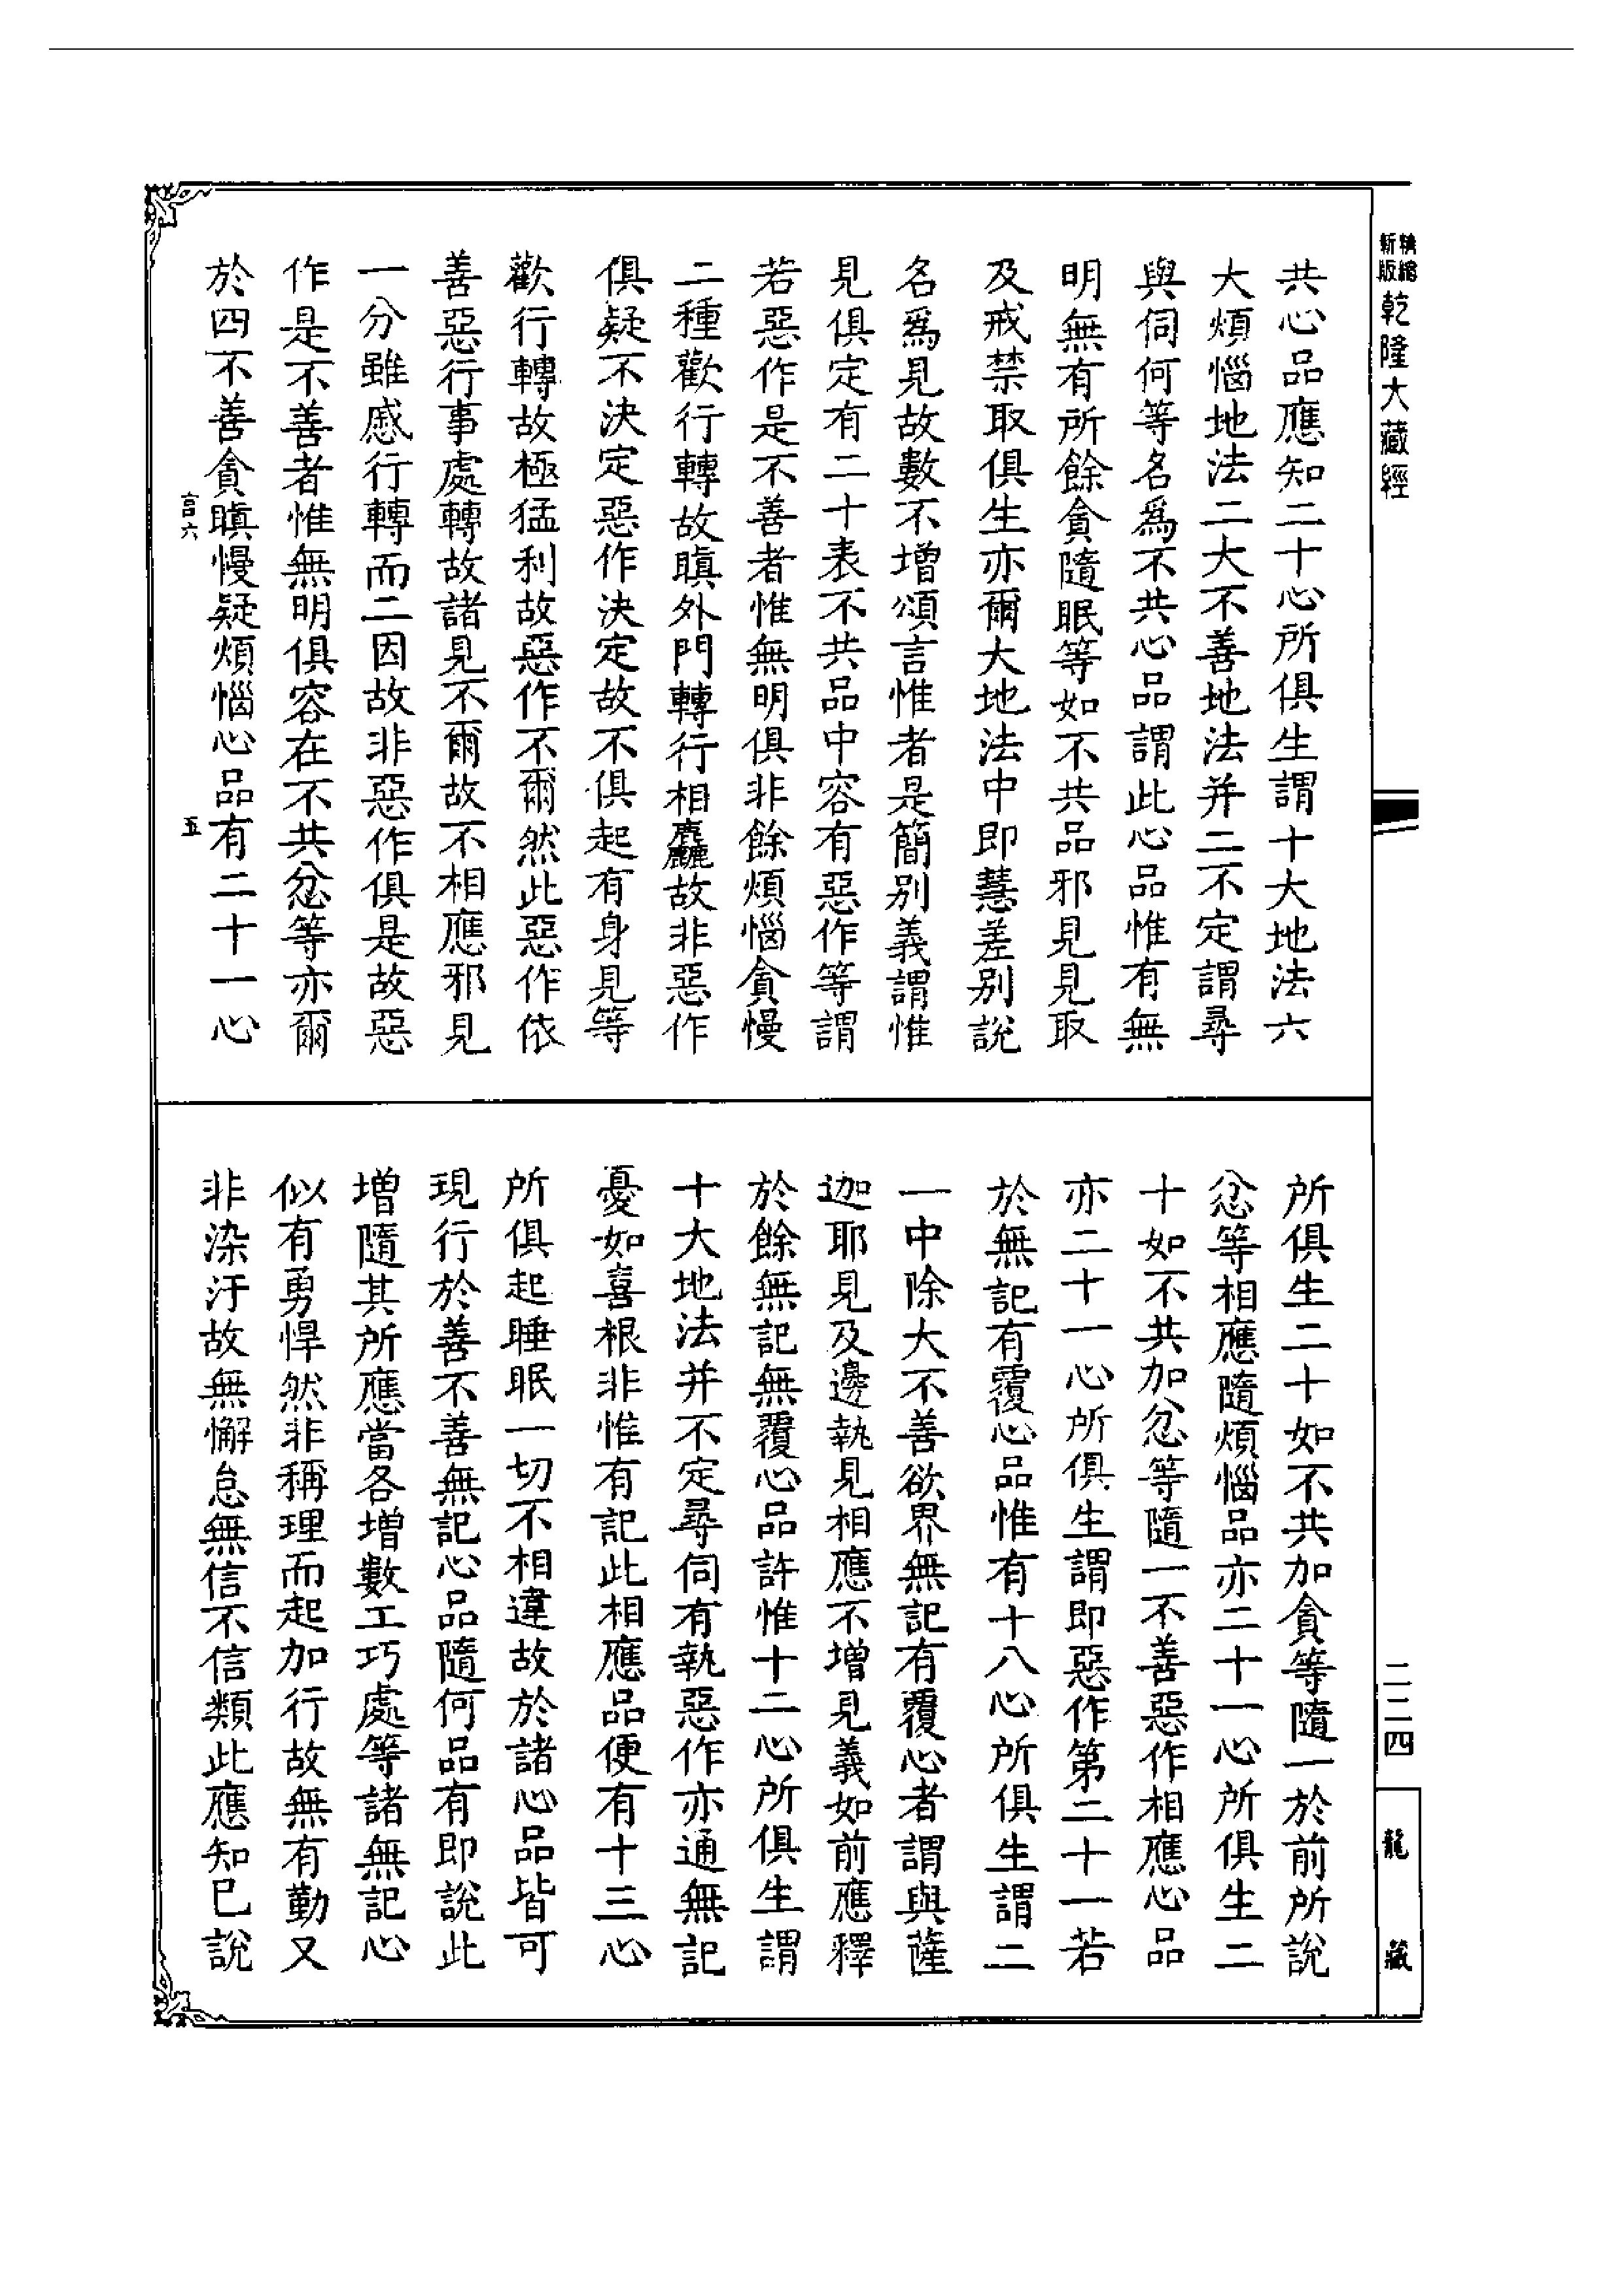 精縮新版乾隆大藏經
共心品應知二十心所俱生謂十大地法六
大煩惱地法二大不善地法并二不定謂尋
與伺何等名爲不共心品謂此心品惟有無
明無有所餘貪隨眠等如不共品邪見見取
及戒禁取俱生亦爾大地法中即慧差別說
名爲見故數不增頌言惟者是簡別義謂惟
見俱定有二十表不共品中容有惡作等謂
若惡作是不善者惟無明俱非餘煩惱貪慢
二種歡行轉故瞋外門轉行相麤故非惡作
俱疑不決定惡作決定故不俱起有身見等
歡行轉故極猛利故惡作不爾然此惡作依
善惡行事處轉故諸見不爾故不相應邪見
一分雖慼行轉而二因故非惡作俱是故惡
作是不善者惟無明俱容在不共忿等亦爾
於四不善貪瞋慢疑煩惱心品有二十一心
言六
五
所俱生二十如不共加貪等隨一於前所說
忿等相應隨煩惱品亦二十一心所俱生二
十如不共加忿等隨一不善惡作相應心品
亦二十一心所俱生謂即惡作第二十一若
於無記有覆心品惟有十八心所俱生謂二
一中除大不善欲界無記有覆心者謂與薩
迦耶見及邊執見相應不增見義如前應釋
於餘無記無覆心品許惟十二心所俱生謂
十大地法并不定尋伺有執惡作亦通無記
憂如喜根非惟有記此相應品便有十三心
所俱起睡眠一切不相違故於諸心品皆可
現行於善不善無記心品隨何品有即說此
增隨其所應當各增數工巧處等諸無記心
似有勇悍然非稱理而起加行故無有勤又
非染汙故無懈怠無信不信類此應知已說
二二四
龍藏